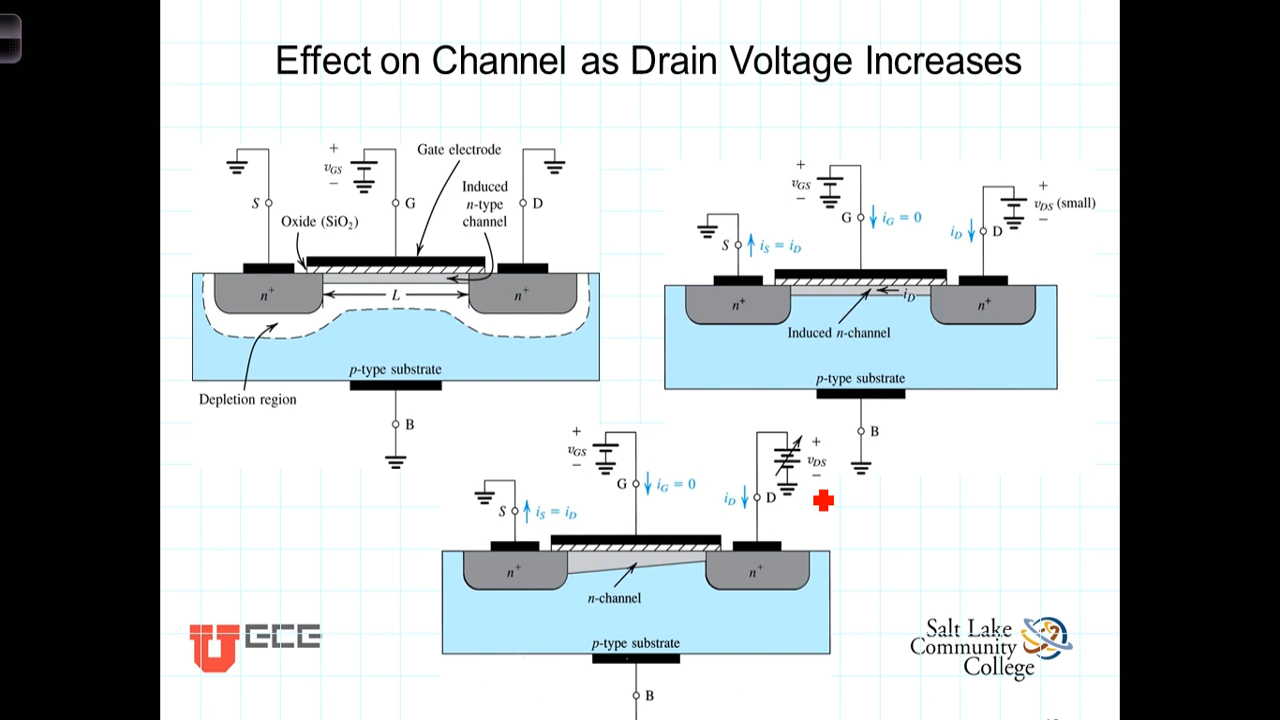 Effect on Channel as Drain Voltage Increases
+
vGS
−
Gate electrode
Induced
n-type
channel
S
G
D
Oxide (SiO2)
n+
L
n+
p-type substrate
Depletion region
B
+
vGS
−
+
vDS (small)
−
G
iG = 0
iD
D
S
iS = iD
n+
iD
n+
Induced n-channel
p-type substrate
B
+
vGS
−
+
vDS
−
G
iG = 0
iD
D
S
iS = iD
n+
n+
n-channel
p-type substrate
B
U ECE
Salt Lake
Community
College